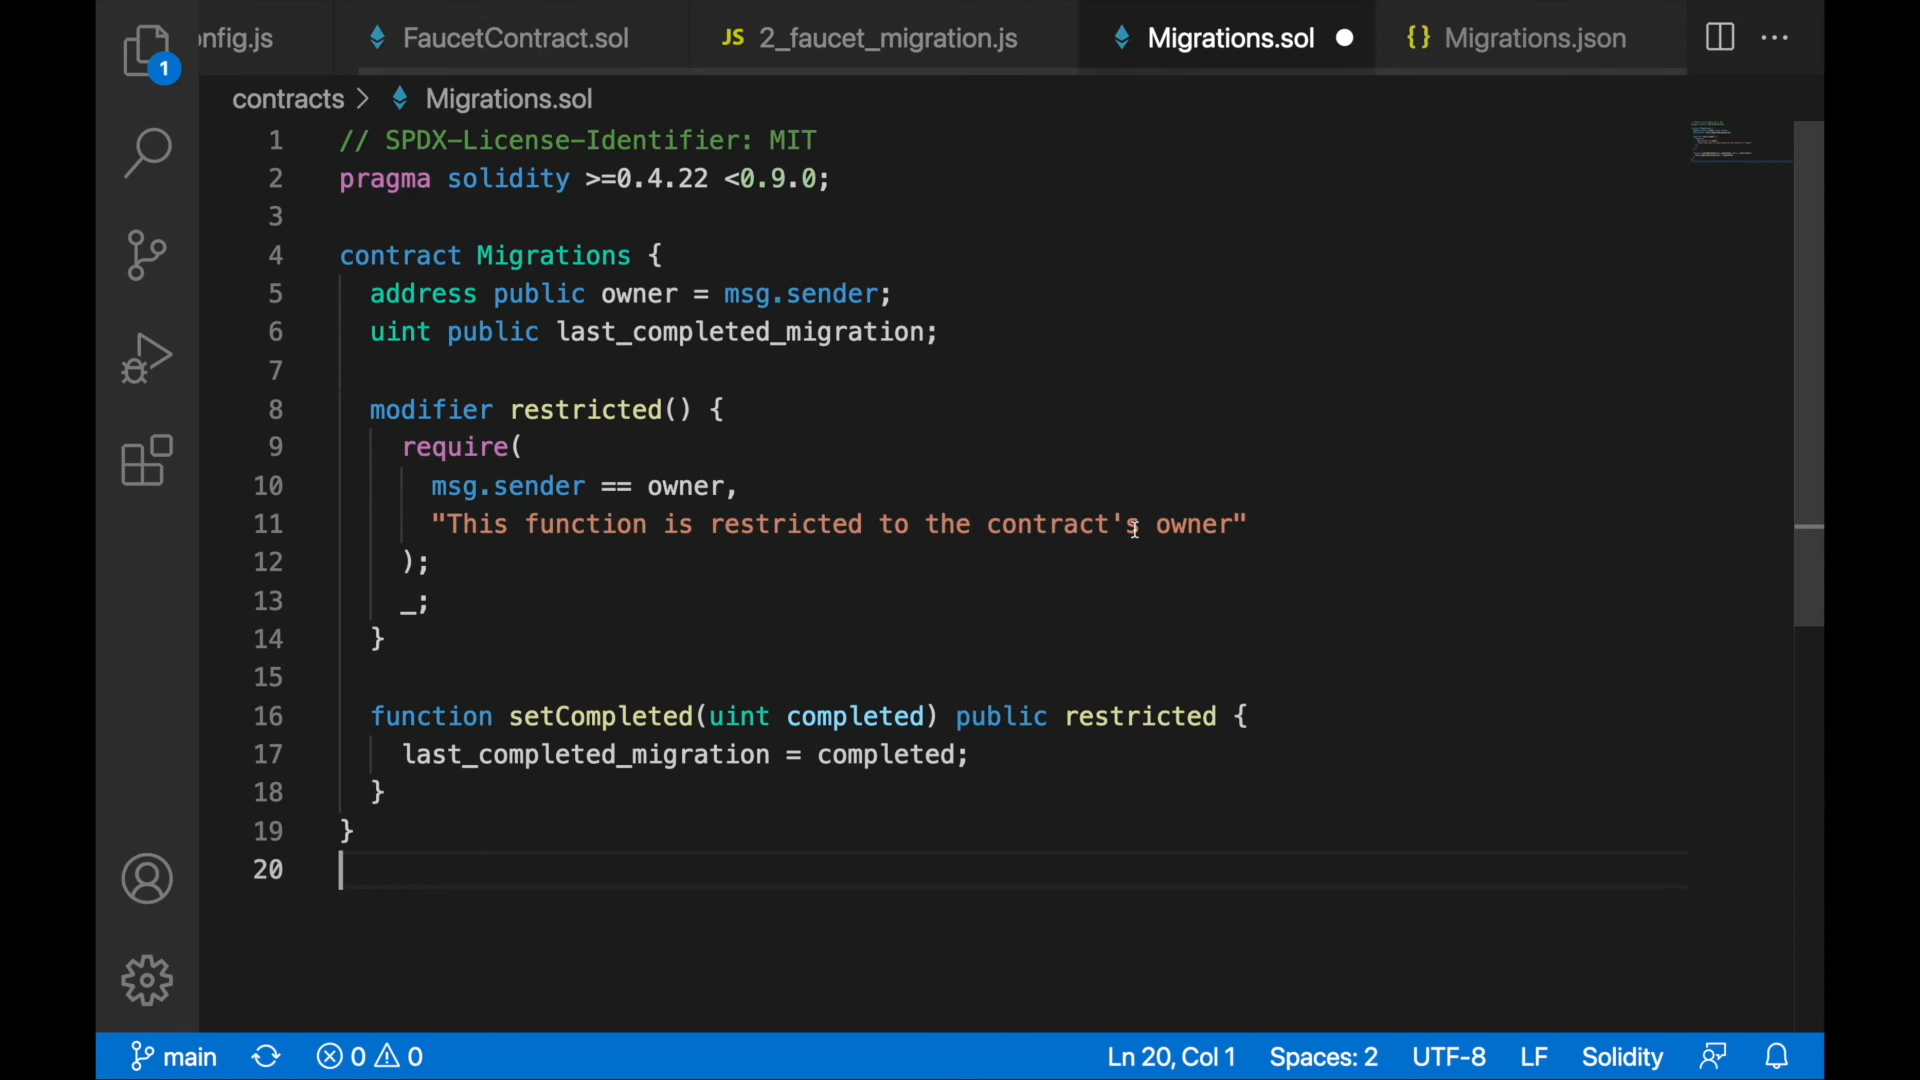 nfig.js
FaucetContract.sol
JS 2_faucet_migration.js
Migrations.sol
{} Migrations.json
1
contracts > Migrations.sol
1 // SPDX-License-Identifier: MIT
2 pragma solidity >=0.4.22 <0.9.0;
3
4 contract Migrations {
5 address public owner = msg.sender;
6 uint public last_completed_migration;
7
8 modifier restricted() {
9 require(
10 msg.sender == owner,
11 "This function is restricted to the contract's owner"
12 );
13 _;
14 }
15
16 function setCompleted(uint completed) public restricted {
17 last_completed_migration = completed;
18 }
19 }
20
main 0 0 Ln 20, Col 1 Spaces: 2 UTF-8 LF Solidity